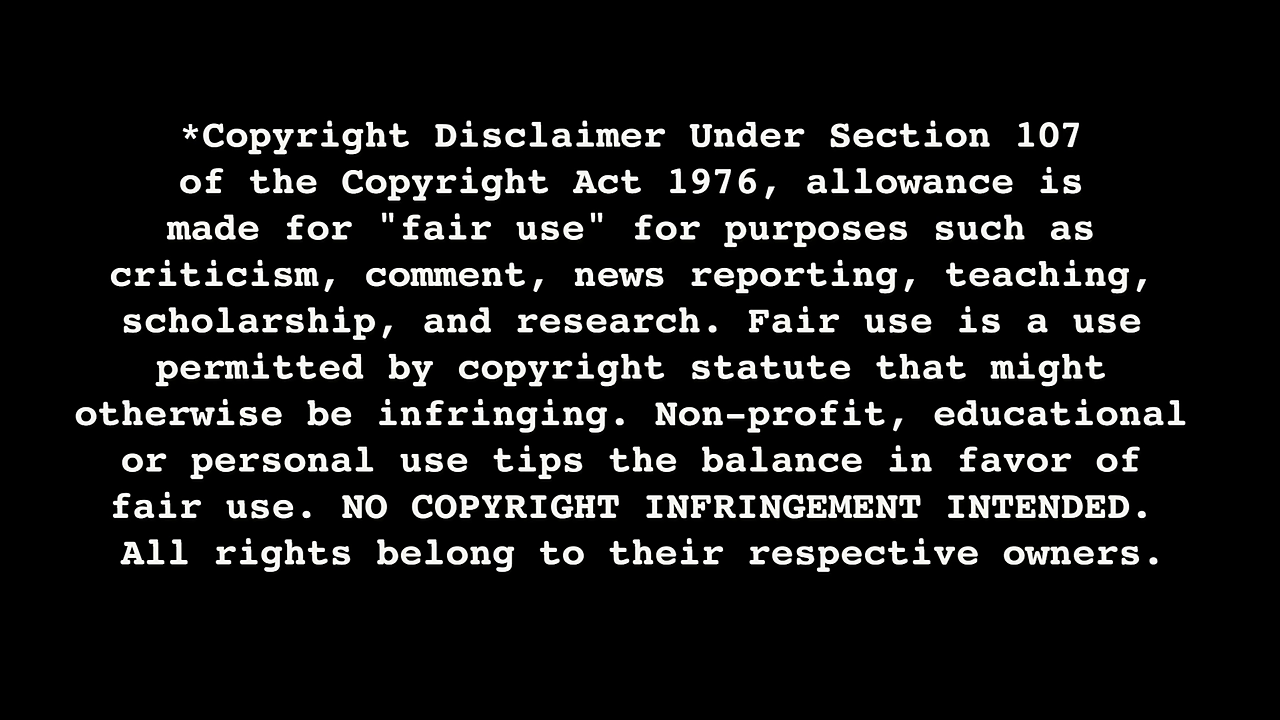 *Copyright Disclaimer Under Section 107
of the Copyright Act 1976, allowance is
made for "fair use" for purposes such as
criticism, comment, news reporting, teaching,
scholarship, and research. Fair use is a use
permitted by copyright statute that might
otherwise be infringing. Non-profit, educational
or personal use tips the balance in favor of
fair use. NO COPYRIGHT INFRINGEMENT INTENDED.
All rights belong to their respective owners.